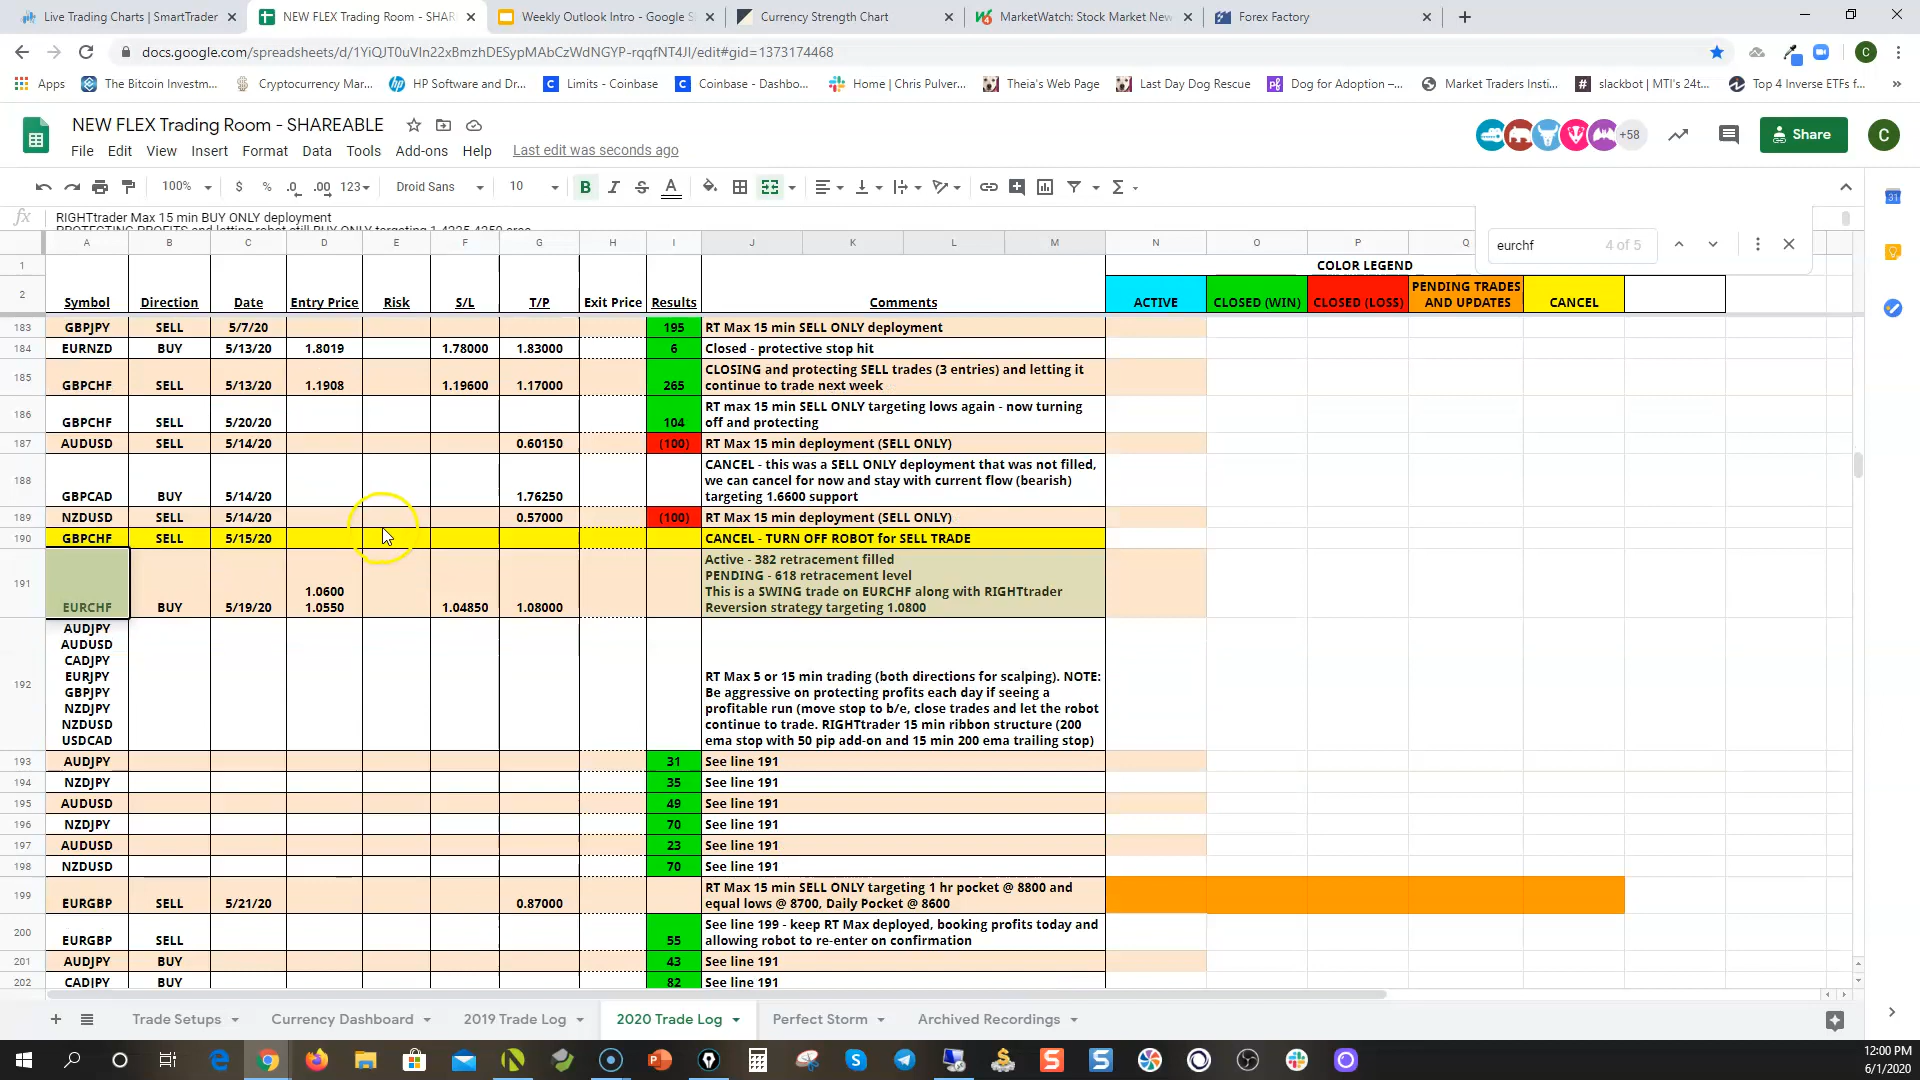 Live Trading Charts | SmartTrader
NEW FLEX Trading Room - SHAR
Weekly Outlook Intro - Google S
Currency Strength Chart
MarketWatch: Stock Market New
Forex Factory
docs.google.com/spreadsheets/d/1YiQJT0uVIn22xBmzhDESypMAbCzWdNGYP-rqqfNT4JI/edit#gid=1373174468
Apps
The Bitcoin Investm...
Cryptocurrency Mar...
HP Software and Dr...
Limits - Coinbase
Coinbase - Dashbo...
Home | Chris Pulver...
Theia's Web Page
Last Day Dog Rescue
Dog for Adoption –...
Market Traders Insti...
slackbot | MTI's 24t...
Top 4 Inverse ETFs f...
NEW FLEX Trading Room - SHAREABLE
+58
Share
C
File Edit View Insert Format Data Tools Add-ons Help Last edit was seconds ago
100% $ % .0 .00 123 Droid Sans 10 B I S A
fx RIGHTtrader Max 15 min BUY ONLY deployment
eurchf 4 of 5
A B C D E F G H I J K L M N O P Q
1 COLOR LEGEND
2 Symbol Direction Date Entry Price Risk S/L T/P Exit Price Results Comments ACTIVE CLOSED (WIN) CLOSED (LOSS) PENDING TRADES AND UPDATES CANCEL
183 GBPJPY SELL 5/7/20 195 RT Max 15 min SELL ONLY deployment
184 EURNZD BUY 5/13/20 1.8019 1.78000 1.83000 6 Closed - protective stop hit
185 GBPCHF SELL 5/13/20 1.1908 1.19600 1.17000 265 CLOSING and protecting SELL trades (3 entries) and letting it
continue to trade next week
186 GBPCHF SELL 5/20/20 104 RT max 15 min SELL ONLY targeting lows again - now turning
off and protecting
187 AUDUSD SELL 5/14/20 0.60150 (100) RT Max 15 min deployment (SELL ONLY)
188 GBPCAD BUY 5/14/20 1.76250 CANCEL - this was a SELL ONLY deployment that was not filled,
we can cancel for now and stay with current flow (bearish)
targeting 1.6600 support
189 NZDUSD SELL 5/14/20 0.57000 (100) RT Max 15 min deployment (SELL ONLY)
190 GBPCHF SELL 5/15/20 CANCEL - TURN OFF ROBOT for SELL TRADE
191 EURCHF BUY 5/19/20 1.0600
1.0550 1.04850 1.08000 Active - 382 retracement filled
PENDING - 618 retracement level
This is a SWING trade on EURCHF along with RIGHTtrader
Reversion strategy targeting 1.0800
192 AUDJPY
AUDUSD
CADJPY
EURJPY
GBPJPY
NZDJPY
NZDUSD
USDCAD
RT Max 5 or 15 min trading (both directions for scalping). NOTE:
Be aggressive on protecting profits each day if seeing a
profitable run (move stop to b/e, close trades and let the robot
continue to trade. RIGHTtrader 15 min ribbon structure (200
ema stop with 50 pip add-on and 15 min 200 ema trailing stop)
193 AUDJPY 31 See line 191
194 NZDJPY 35 See line 191
195 AUDUSD 49 See line 191
196 NZDJPY 70 See line 191
197 AUDUSD 23 See line 191
198 NZDUSD 70 See line 191
199 EURGBP SELL 5/21/20 0.87000 RT Max 15 min SELL ONLY targeting 1 hr pocket @ 8800 and
equal lows @ 8700, Daily Pocket @ 8600
200 EURGBP SELL 55 See line 199 - keep RT Max deployed, booking profits today and
allowing robot to re-enter on confirmation
201 AUDJPY BUY 43 See line 191
202 CADJPY BUY 82 See line 191
Trade Setups Currency Dashboard 2019 Trade Log 2020 Trade Log Perfect Storm Archived Recordings
12:00 PM
6/1/2020